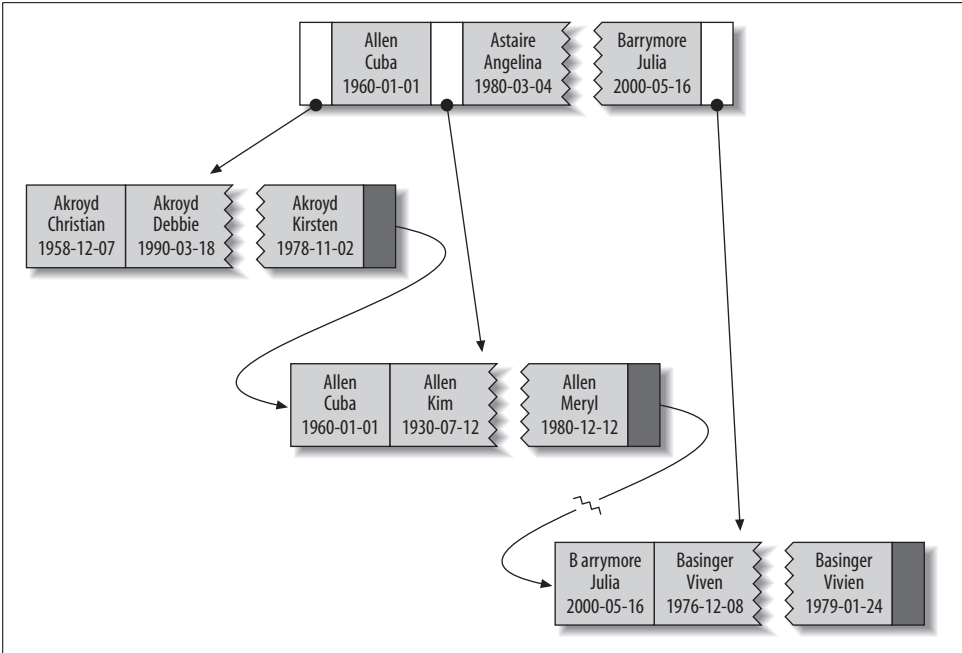 Allen
Cuba
1960-01-01
Astaire
Angelina
1980-03-04
Barrymore
Julia
2000-05-16
Akroyd
Christian
1958-12-07
Akroyd
Debbie
1990-03-18
Akroyd
Kirsten
1978-11-02
Allen
Cuba
1960-01-01
Allen
Kim
1930-07-12
Allen
Meryl
1980-12-12
B arrymore
Julia
2000-05-16
Basinger
Viven
1976-12-08
Basinger
Vivien
1979-01-24